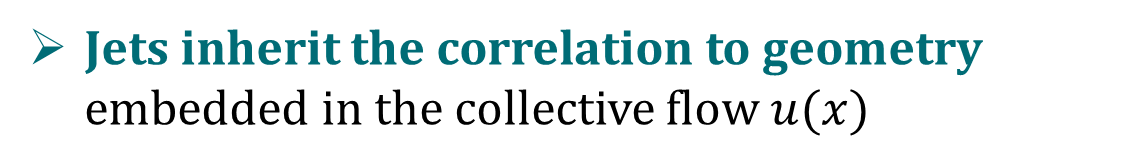 ➢ Jets inherit the correlation to geometry
embedded in the collective flow u(x)